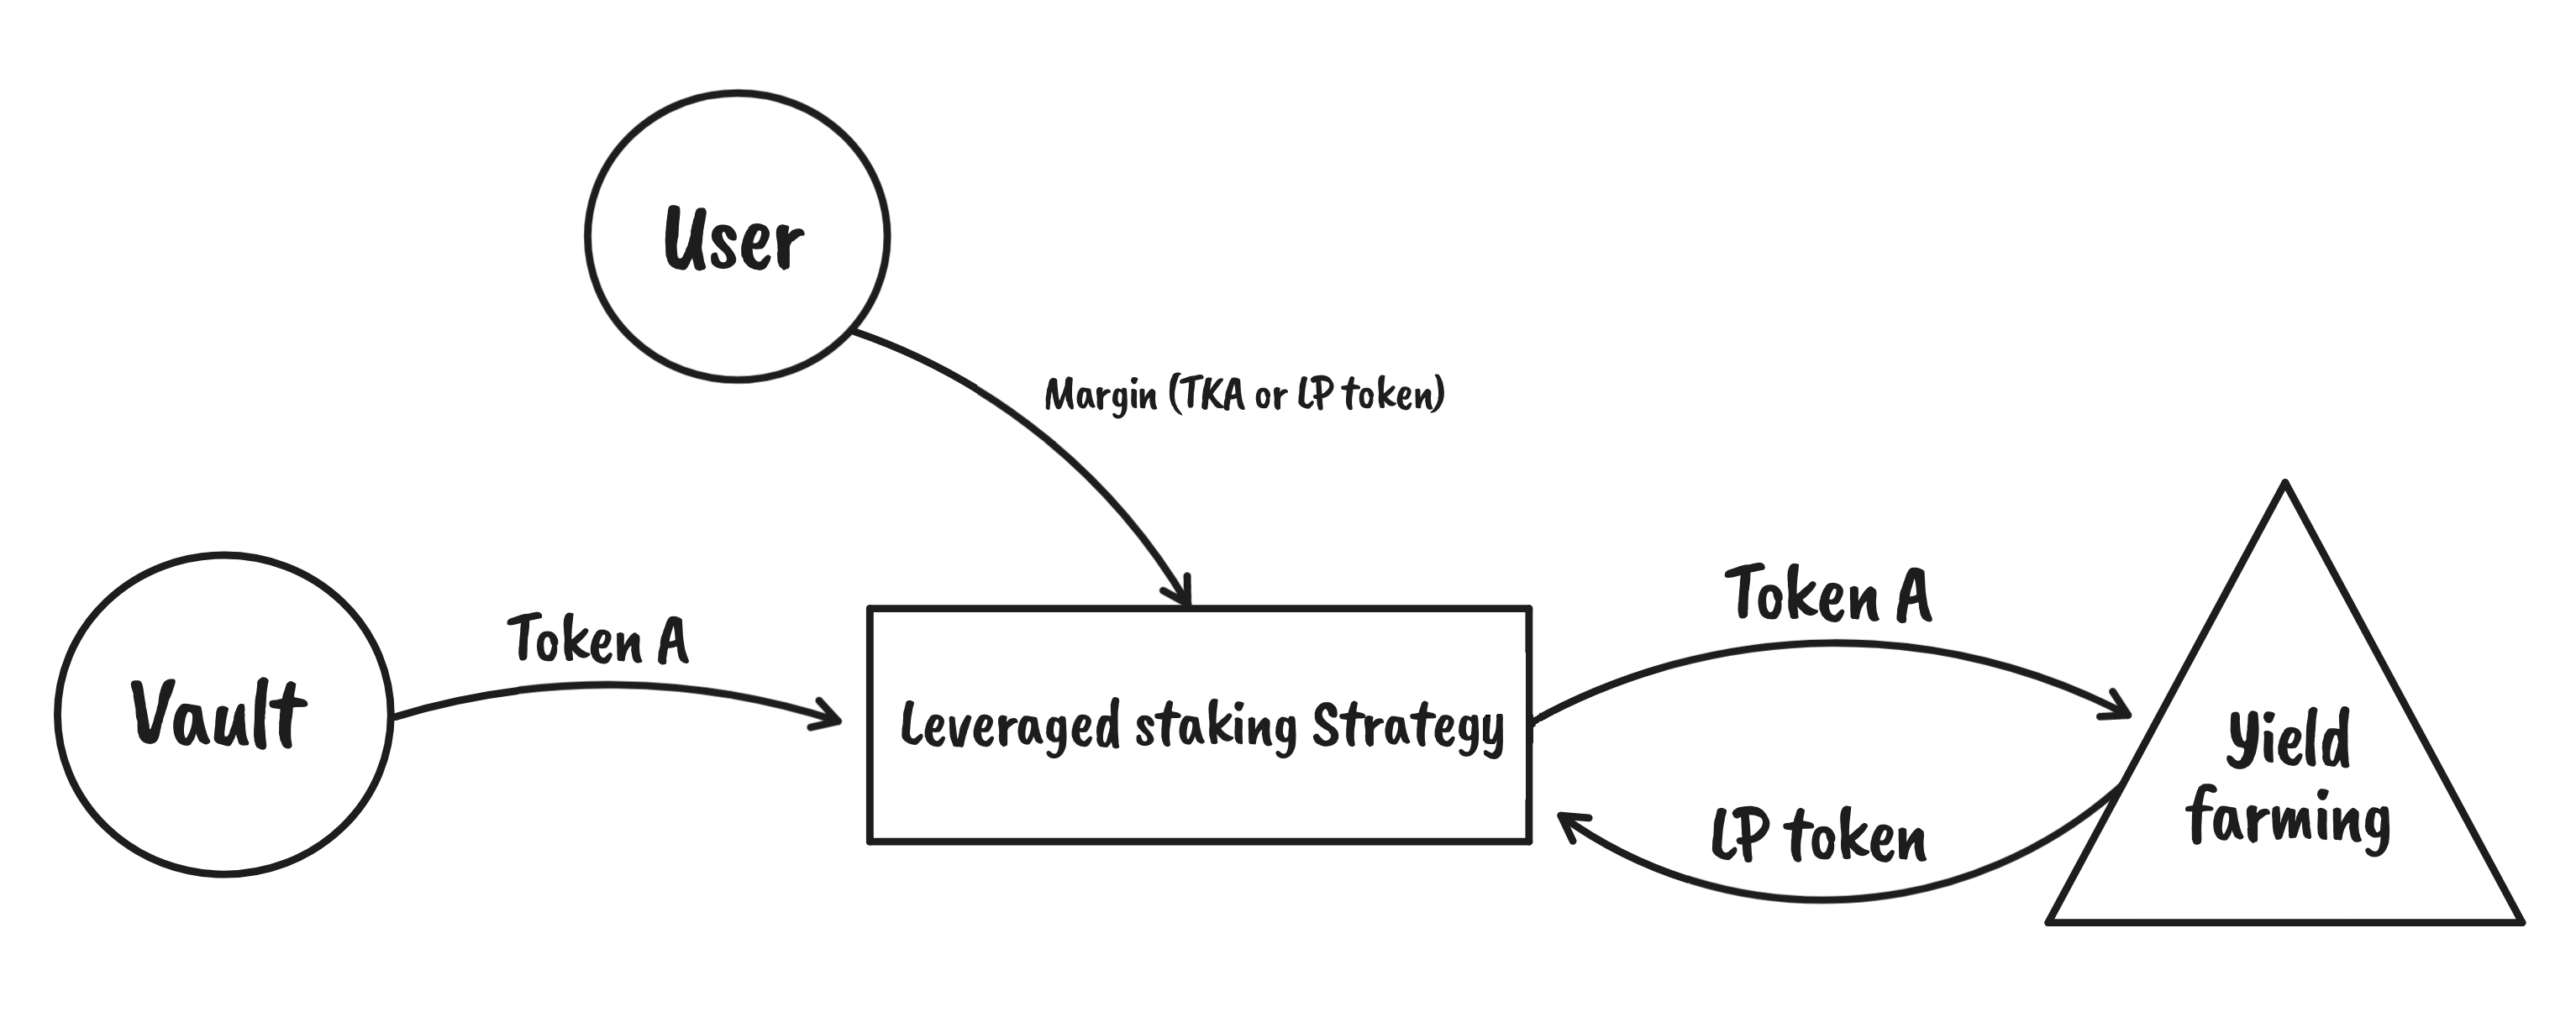 User
Margin (TKA or LP token)
Token A
Token A
Vault
Leveraged staking Strategy
Yield
farming
LP token